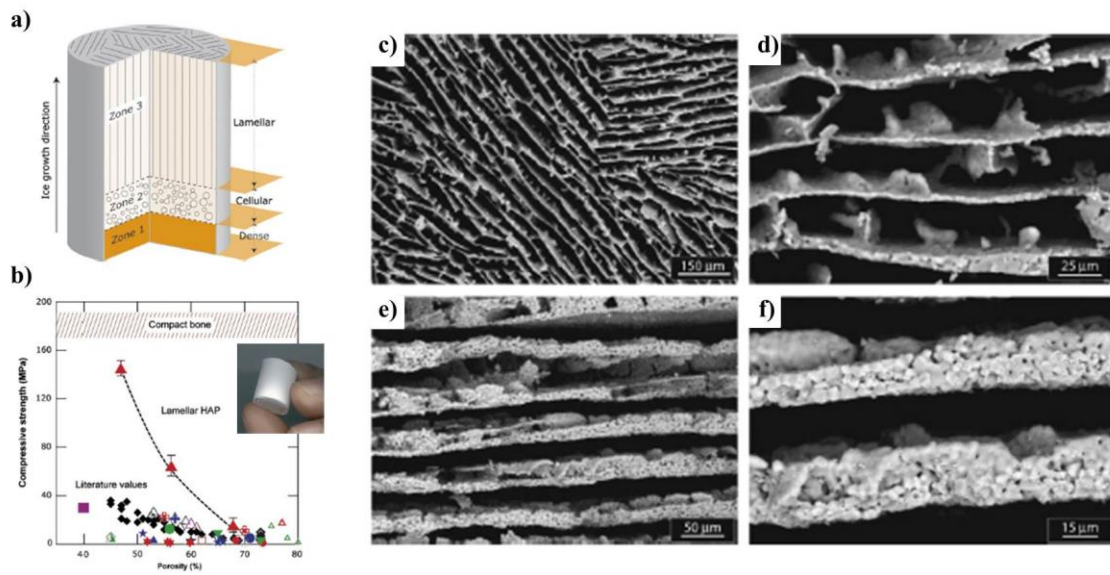 a)
Ice growth direction
Zone 3
Zone 2
Zone 1
Lamellar
Cellular
Dense
b)
Compressive strength (MPa)
200
160
120
80
40
0
Compact bone
Lamellar HAP
Literature values
40 50 60 70 80
Porosity (%)
c)
150 µm
d)
25 µm
e)
50 µm
f)
15 µm